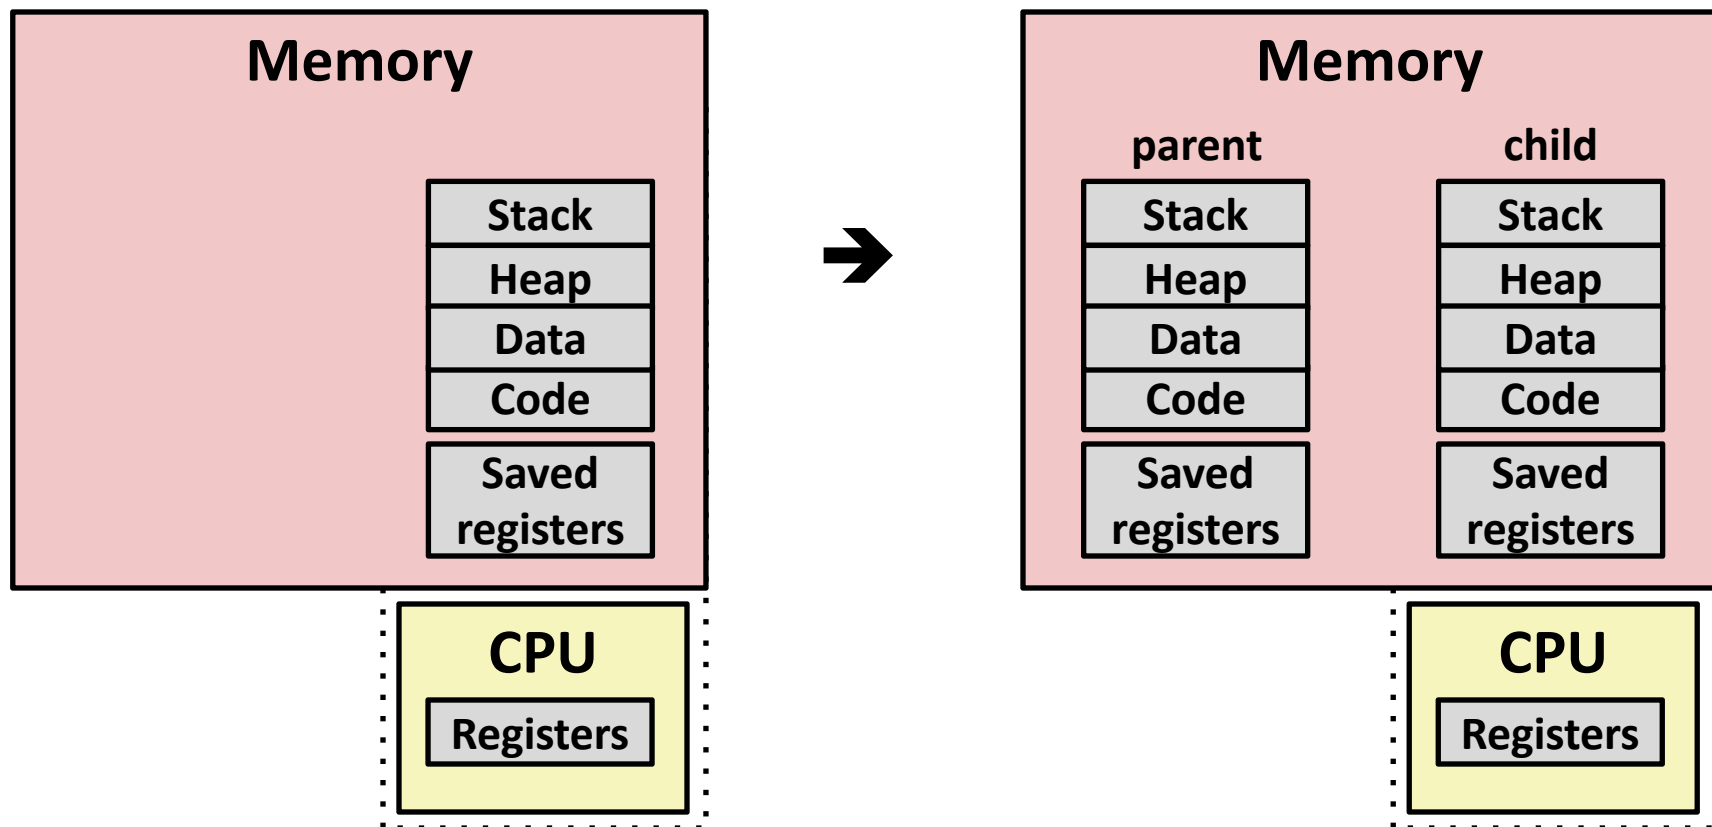 Memory
Stack
Heap
Data
Code
Saved
registers
CPU
Registers
Memory
parent
child
Stack
Stack
Heap
Heap
Data
Data
Code
Code
Saved
Saved
registers
registers
CPU
Registers